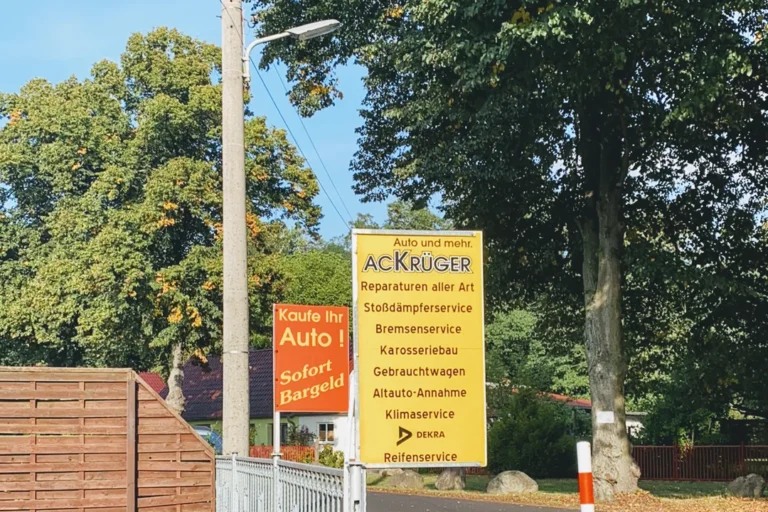 Kaufe Ihr
Auto !
Sofort
Bargeld
Auto und mehr.
ACKRÜGER
Reparaturen aller Art
Stoßdämpferservice
Bremsenservice
Karosseriebau
Gebrauchtwagen
Altauto-Annahme
Klimaservice
DEKRA
Reifenservice